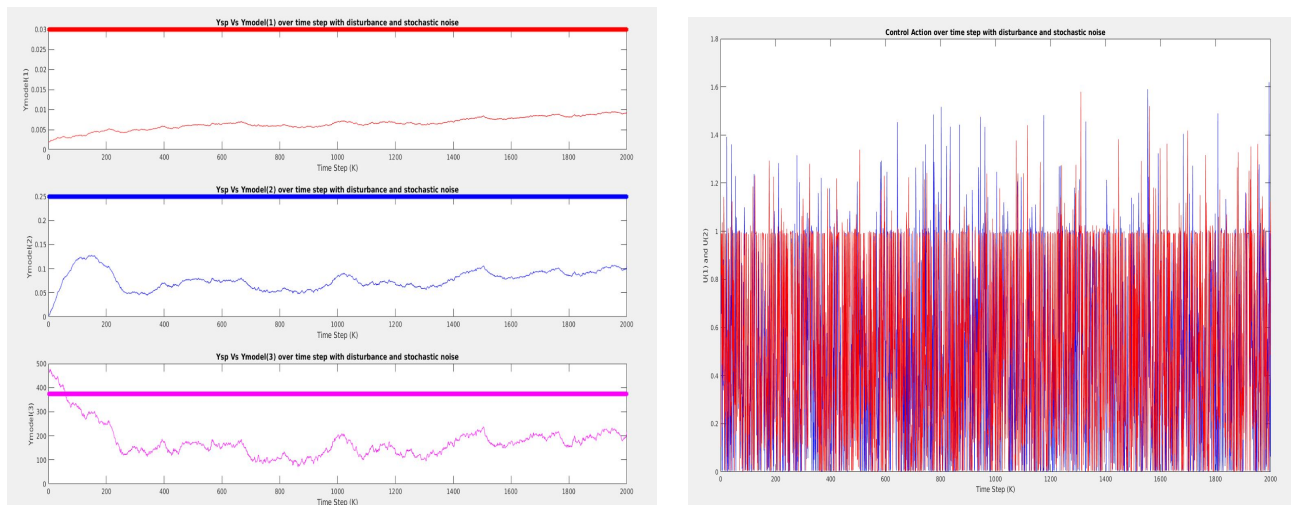 Ysp Vs Ymodel(1) over time step with disturbance and stochastic noise
0.03
0.025
0.02
0.015
0.01
0.005
0
Ymodel(1)
0 200 400 600 800 1000 1200 1400 1600 1800 2000
Time Step (K)
Ysp Vs Ymodel(2) over time step with disturbance and stochastic noise
0.25
0.2
0.15
0.1
0.05
0
Ymodel(2)
0 200 400 600 800 1000 1200 1400 1600 1800 2000
Time Step (K)
Ysp Vs Ymodel(3) over time step with disturbance and stochastic noise
500
400
300
200
100
Ymodel(3)
0 200 400 600 800 1000 1200 1400 1600 1800 2000
Time Step (K)
Control Action over time step with disturbance and stochastic noise
1.8
1.6
1.4
1.2
1
0.8
0.6
0.4
0.2
0
U(1) and U(2)
0 200 400 600 800 1000 1200 1400 1600 1800 2000
Time Step (K)